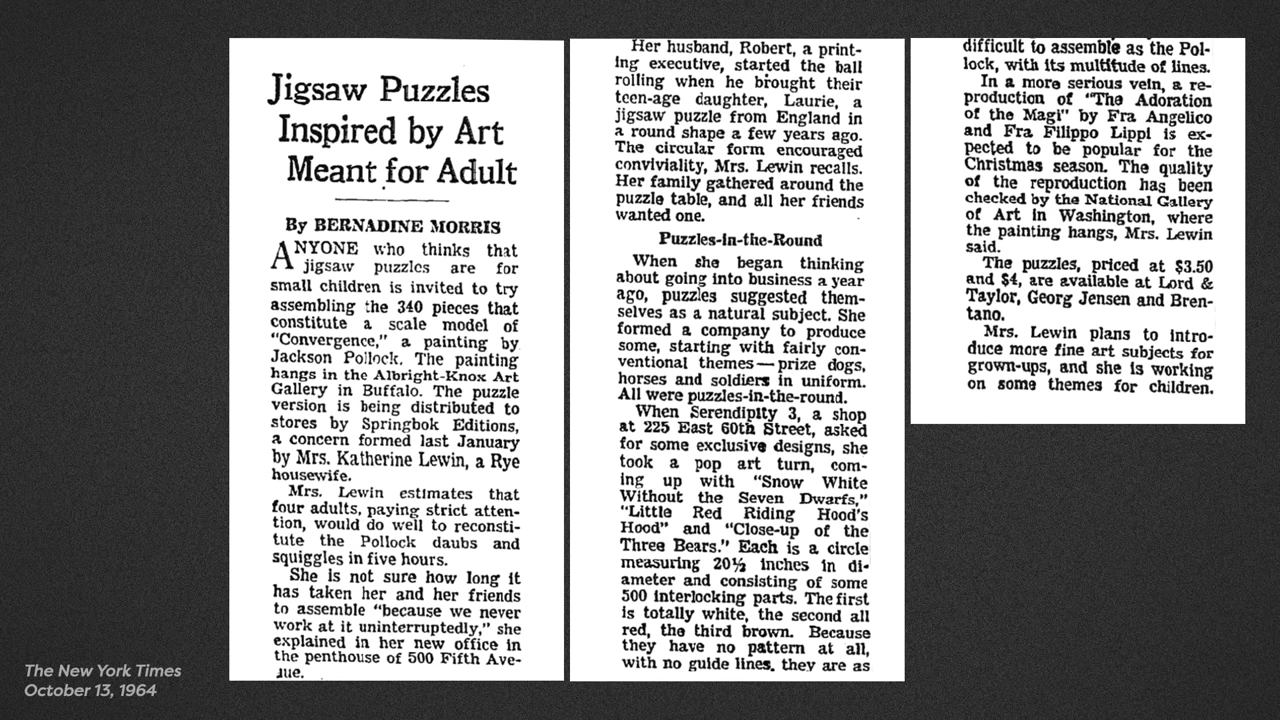 Jigsaw Puzzles
Inspired by Art
Meant for Adult
By BERNADINE MORRIS
ANYONE who thinks that
jigsaw puzzles are for
small children is invited to try
assembling the 340 pieces that
constitute a scale model of
"Convergence," a painting by
Jackson Pollock. The painting
hangs in the Albright-Knox Art
Gallery in Buffalo. The puzzle
version is being distributed to
stores by Springbok Editions,
a concern formed last January
by Mrs. Katherine Lewin, a Rye
housewife.
Mrs. Lewin estimates that
four adults, paying strict atten-
tion, would do well to reconsti-
tute the Pollock daubs and
squiggles in five hours.
She is not sure how long it
has taken her and her friends
to assemble "because we never
work at it uninterruptedly," she
explained in her new office in
the penthouse of 500 Fifth Ave-
nue.
Her husband, Robert, a print-
ing executive, started the ball
rolling when he brought their
teen-age daughter, Laurie, a
jigsaw puzzle from England in
a round shape a few years ago.
The circular form encouraged
conviviality, Mrs. Lewin recalls.
Her family gathered around the
puzzle table, and all her friends
wanted one.
Puzzles-in-the-Round
When she began thinking
about going into business a year
ago, puzzles suggested them-
selves as a natural subject. She
formed a company to produce
some, starting with fairly con-
ventional themes—prize dogs,
horses and soldiers in uniform.
All were puzzles-in-the-round.
When Serendipity 3, a shop
at 225 East 60th Street, asked
for some exclusive designs, she
took a pop art turn, com-
ing up with "Snow White
Without the Seven Dwarfs,"
"Little Red Riding Hood's
Hood" and "Close-up of the
Three Bears." Each is a circle
measuring 20½ inches in di-
ameter and consisting of some
500 interlocking parts. The first
is totally white, the second all
red, the third brown. Because
they have no pattern at all,
with no guide lines, they are as
difficult to assemble as the Pol-
lock, with its multitude of lines.
In a more serious vein, a re-
production of "The Adoration
of the Magi" by Fra Angelico
and Fra Filippo Lippi is ex-
pected to be popular for the
Christmas season. The quality
of the reproduction has been
checked by the National Gallery
of Art in Washington, where
the painting hangs, Mrs. Lewin
said.
The puzzles, priced at $3.50
and $4, are available at Lord &
Taylor, Georg Jensen and Bren-
tano.
Mrs. Lewin plans to intro-
duce more fine art subjects for
grown-ups, and she is working
on some themes for children.
The New York Times
October 13, 1964